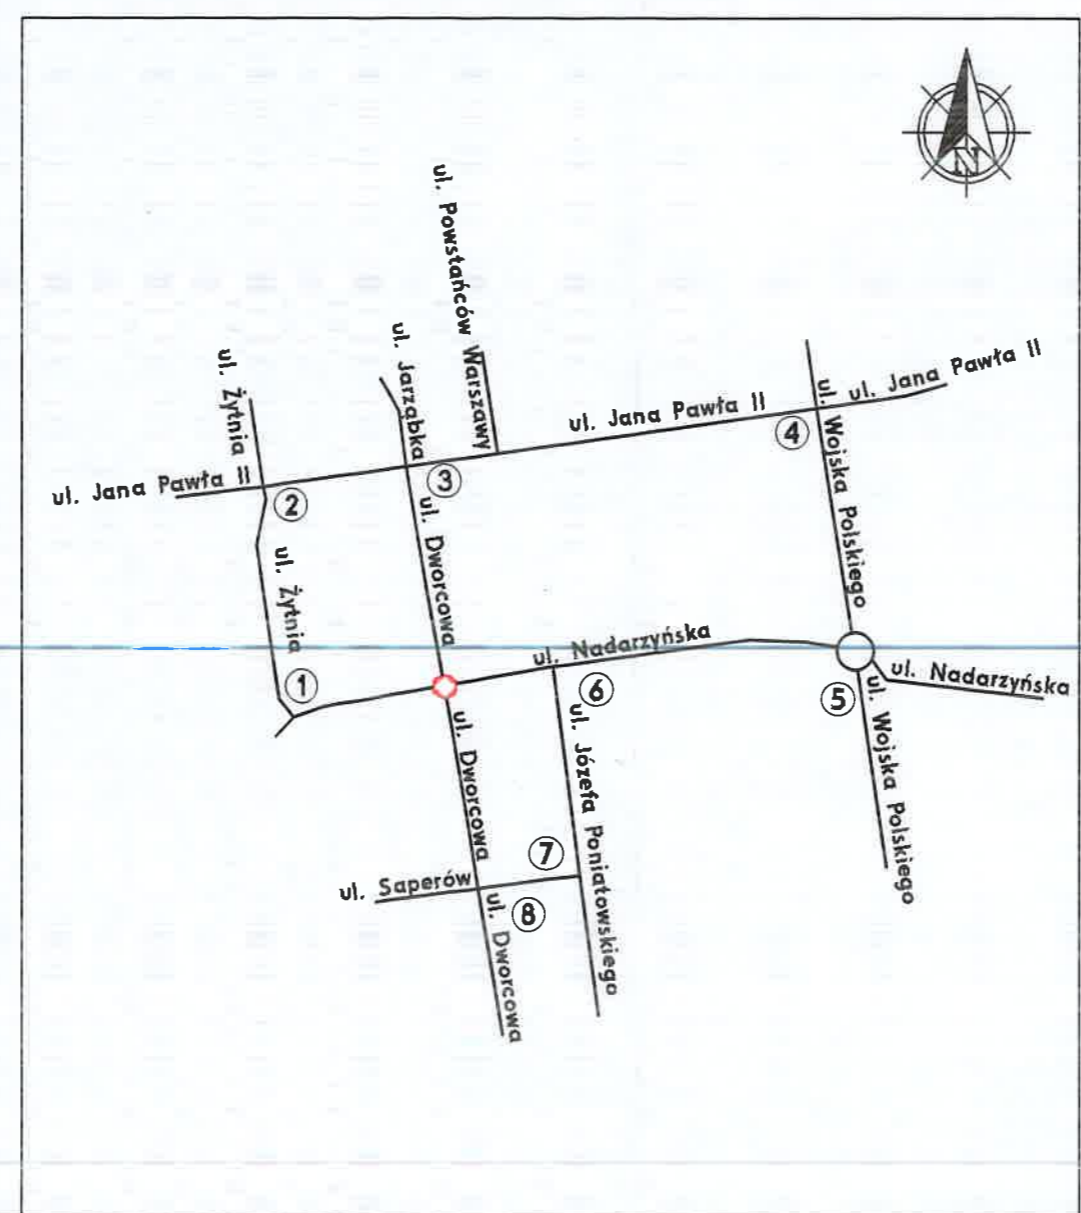 N
ul. Powstańców Warszawy
ul. Jarząbka
ul. Żytnia
ul. Jana Pawła II
ul. Jana Pawła II
ul. Jana Pawła II
4
3
2
ul. Wojska Polskiego
ul. Dworcowa
ul. Żytnia
ul. Nadarzyńska
1
6
5
ul. Nadarzyńska
ul. Wojska Polskiego
ul. Dworcowa
ul. Józefa Poniatowskiego
7
ul. Saperów
8
ul. Dworcowa